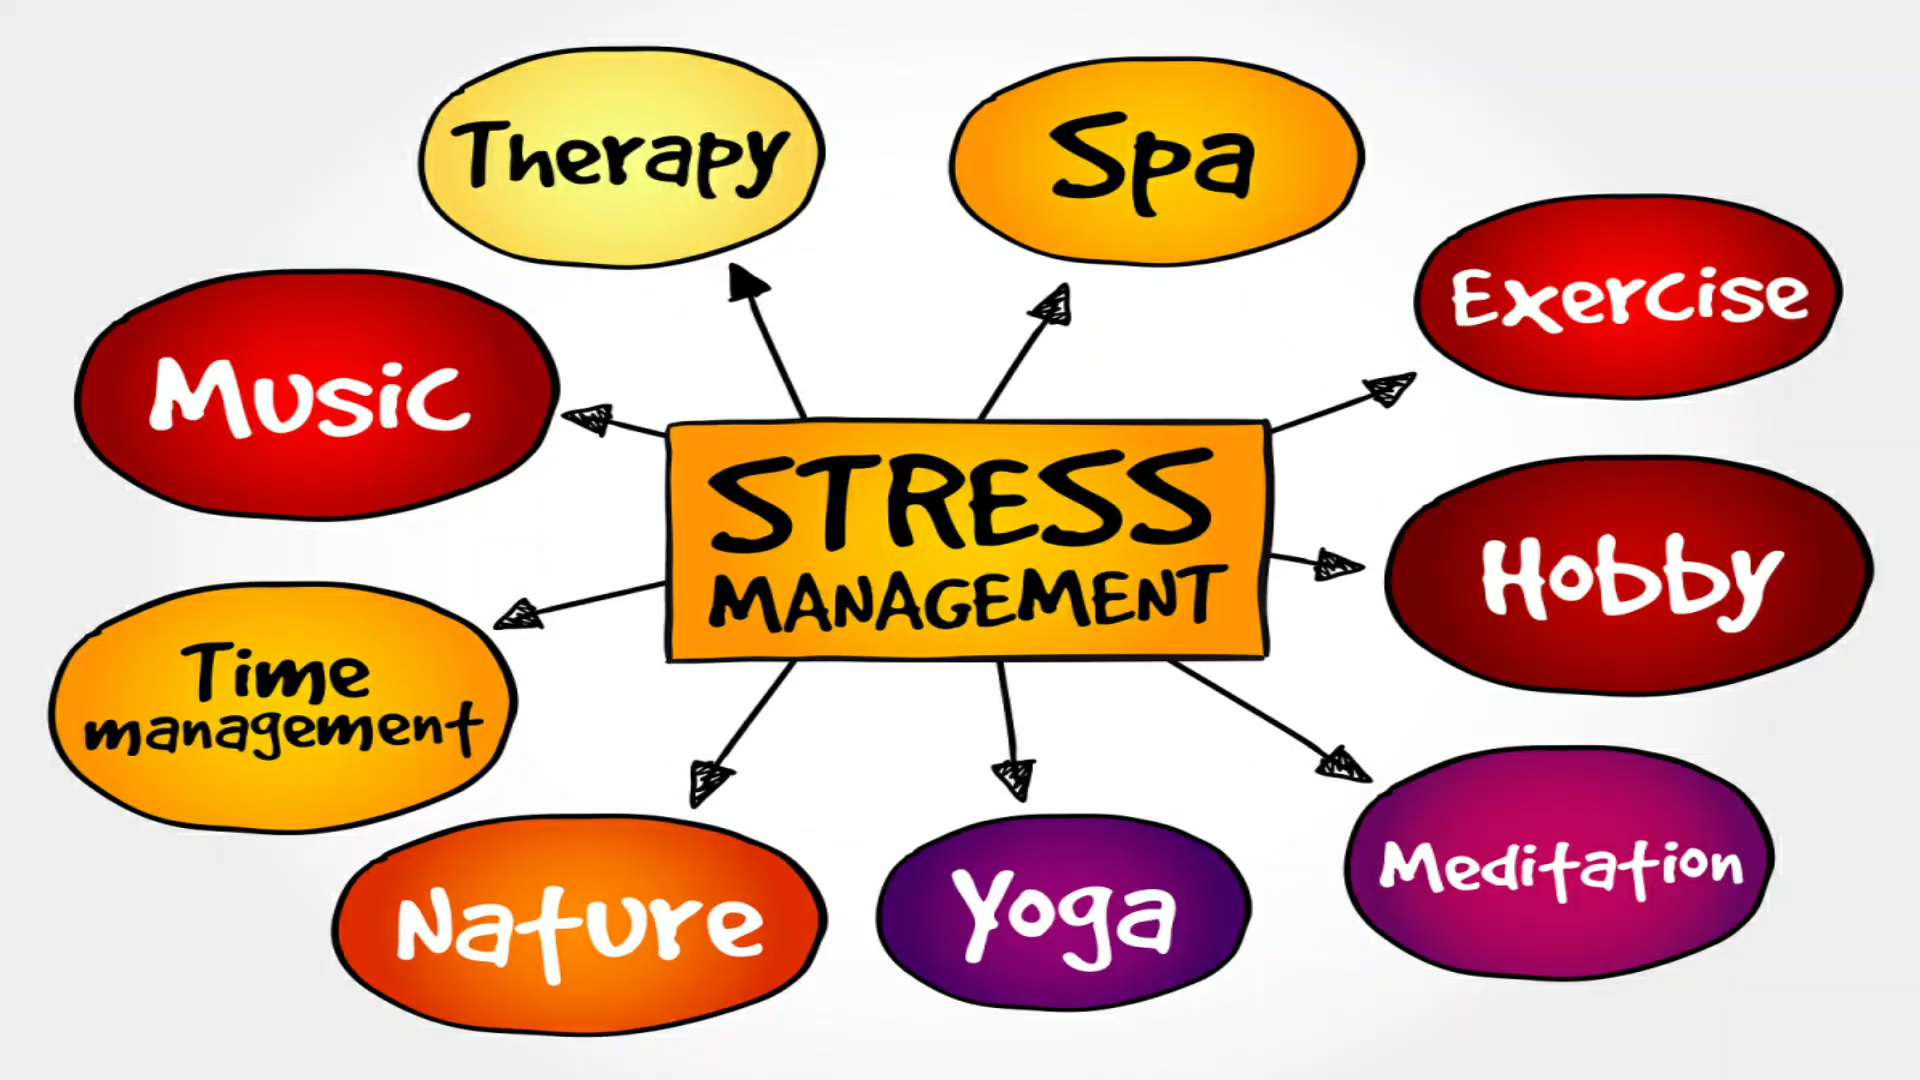 Therapy
Spa
Exercise
Music
STRESS
MANAGEMENT
Hobby
Time
management
Meditation
Nature
Yoga